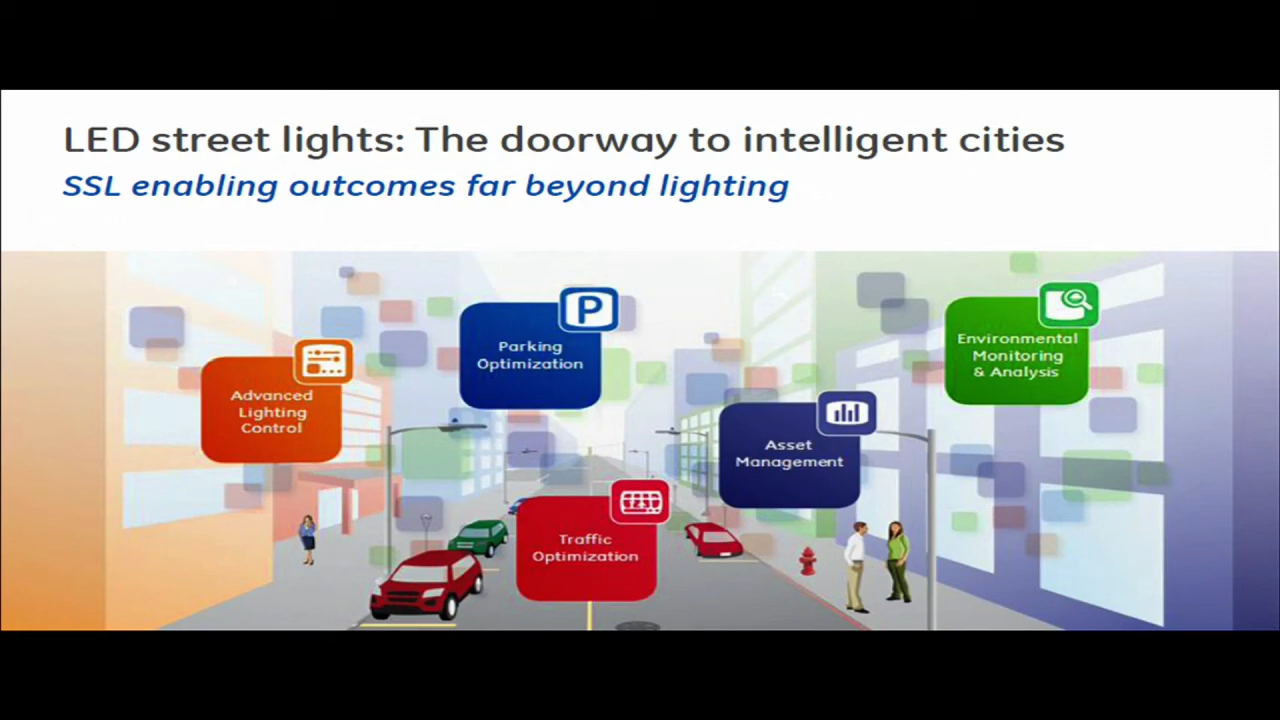 LED street lights: The doorway to intelligent cities
SSL enabling outcomes far beyond lighting
Advanced
Lighting
Control
P
Parking
Optimization
Traffic
Optimization
Asset
Management
Environmental
Monitoring
& Analysis